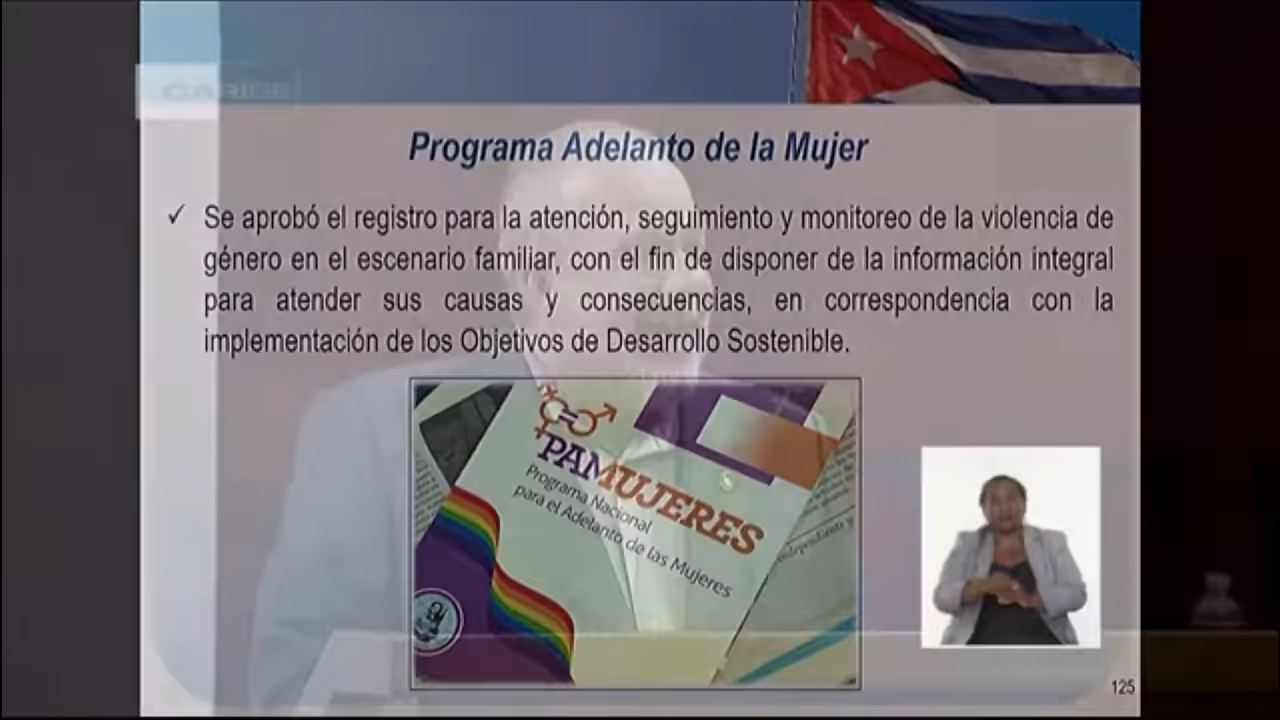 CARIBE
Programa Adelanto de la Mujer
✓ Se aprobó el registro para la atención, seguimiento y monitoreo de la violencia de
género en el escenario familiar, con el fin de disponer de la información integral
para atender sus causas y consecuencias, en correspondencia con la
implementación de los Objetivos de Desarrollo Sostenible.
PAMUJERES
Programa Nacional
para el Adelanto de las Mujeres
125